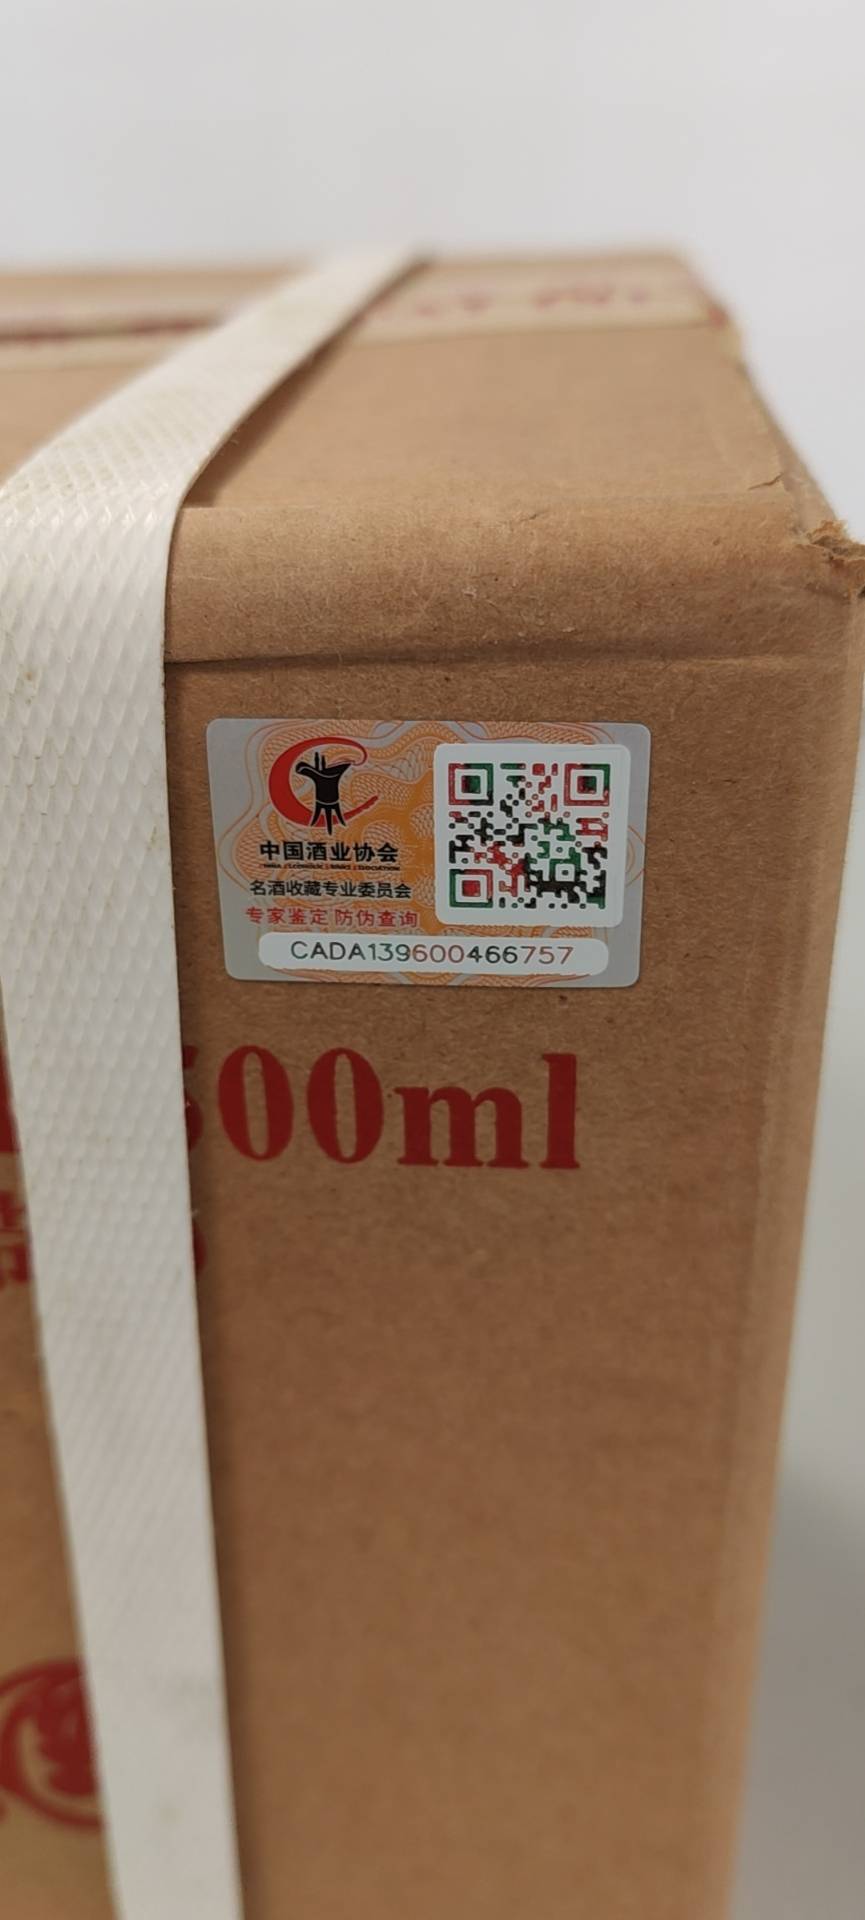 中国酒业协会
名酒收藏专业委员会
专家鉴定 防伪查询
CADA139600466757
500ml